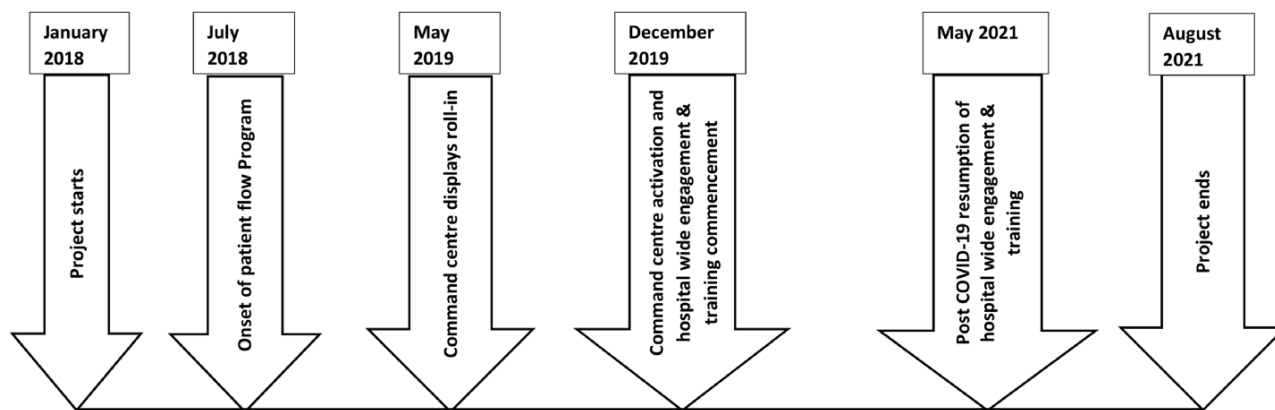 January
2018
July
2018
May
2019
December
2019
May 2021
August
2021
Project starts
Onset of patient flow Program
Command centre displays roll-in
Command centre activation and
hospital wide engagement &
training commencement
Post COVID-19 resumption of
hospital wide engagement &
training
Project ends